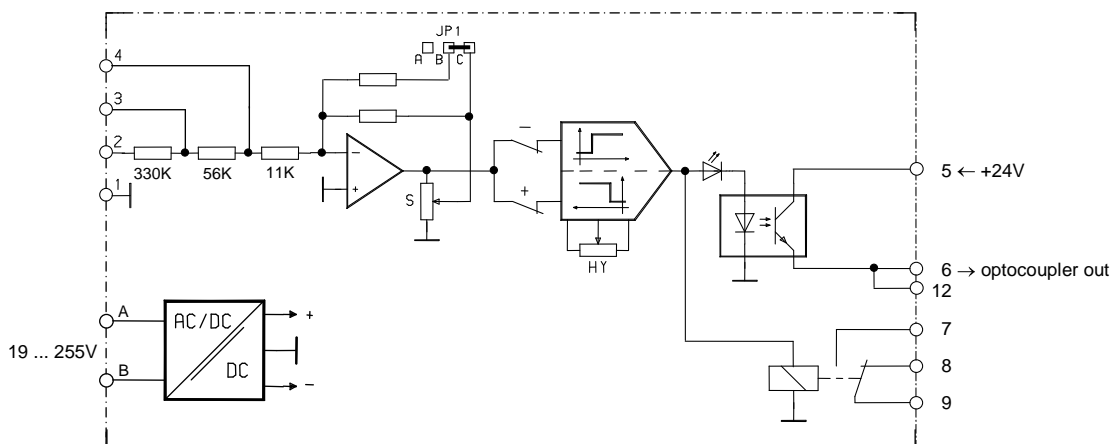 JP1
A B C
4
3
2
330K 56K 11K
1
−
+
S
−
+
HY
5 ← +24V
6 → optocoupler out
12
7
8
9
19 ... 255V
A
B
AC/DC
DC
+
−